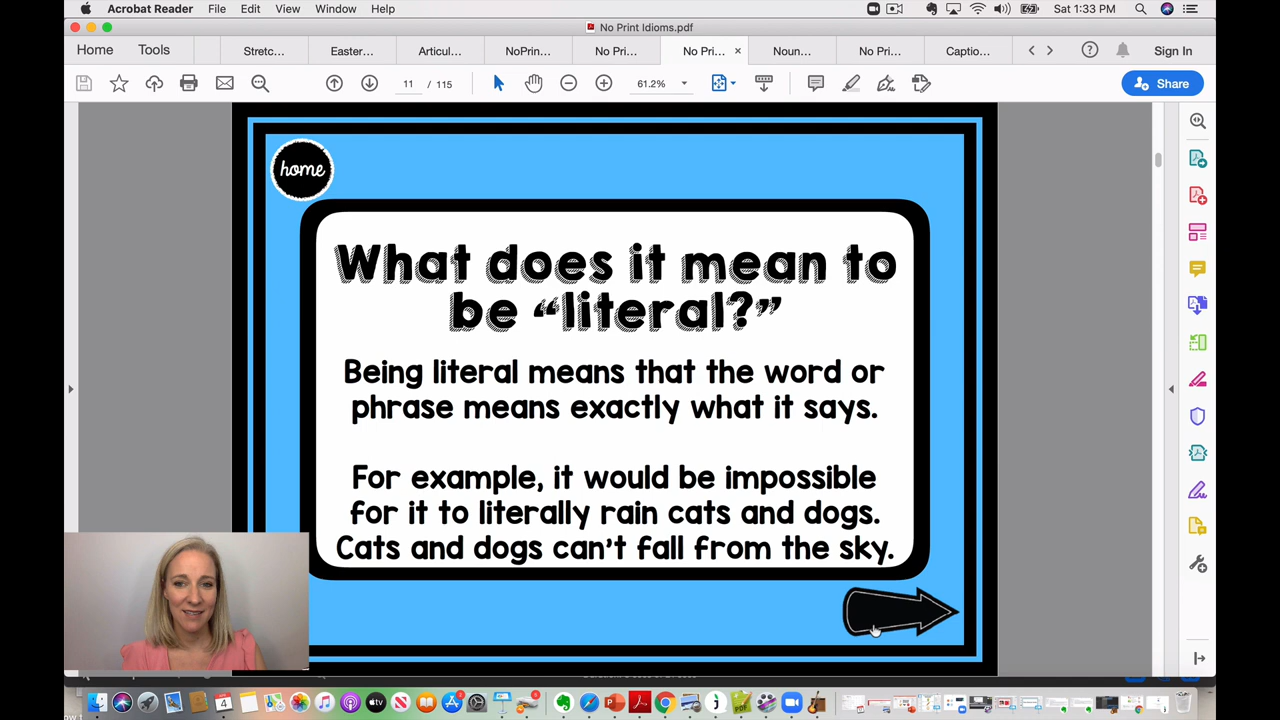 Acrobat Reader File Edit View Window Help Sat 1:33 PM
No Print Idioms.pdf
Home Tools Stretc... Easter... Articul... NoPrin... No Pri... No Pri... × Noun... No Pri... Captio... Sign In
11 / 115 61.2% Share
home
What does it mean to
be “literal?”
Being literal means that the word or
phrase means exactly what it says.
For example, it would be impossible
for it to literally rain cats and dogs.
Cats and dogs can’t fall from the sky.